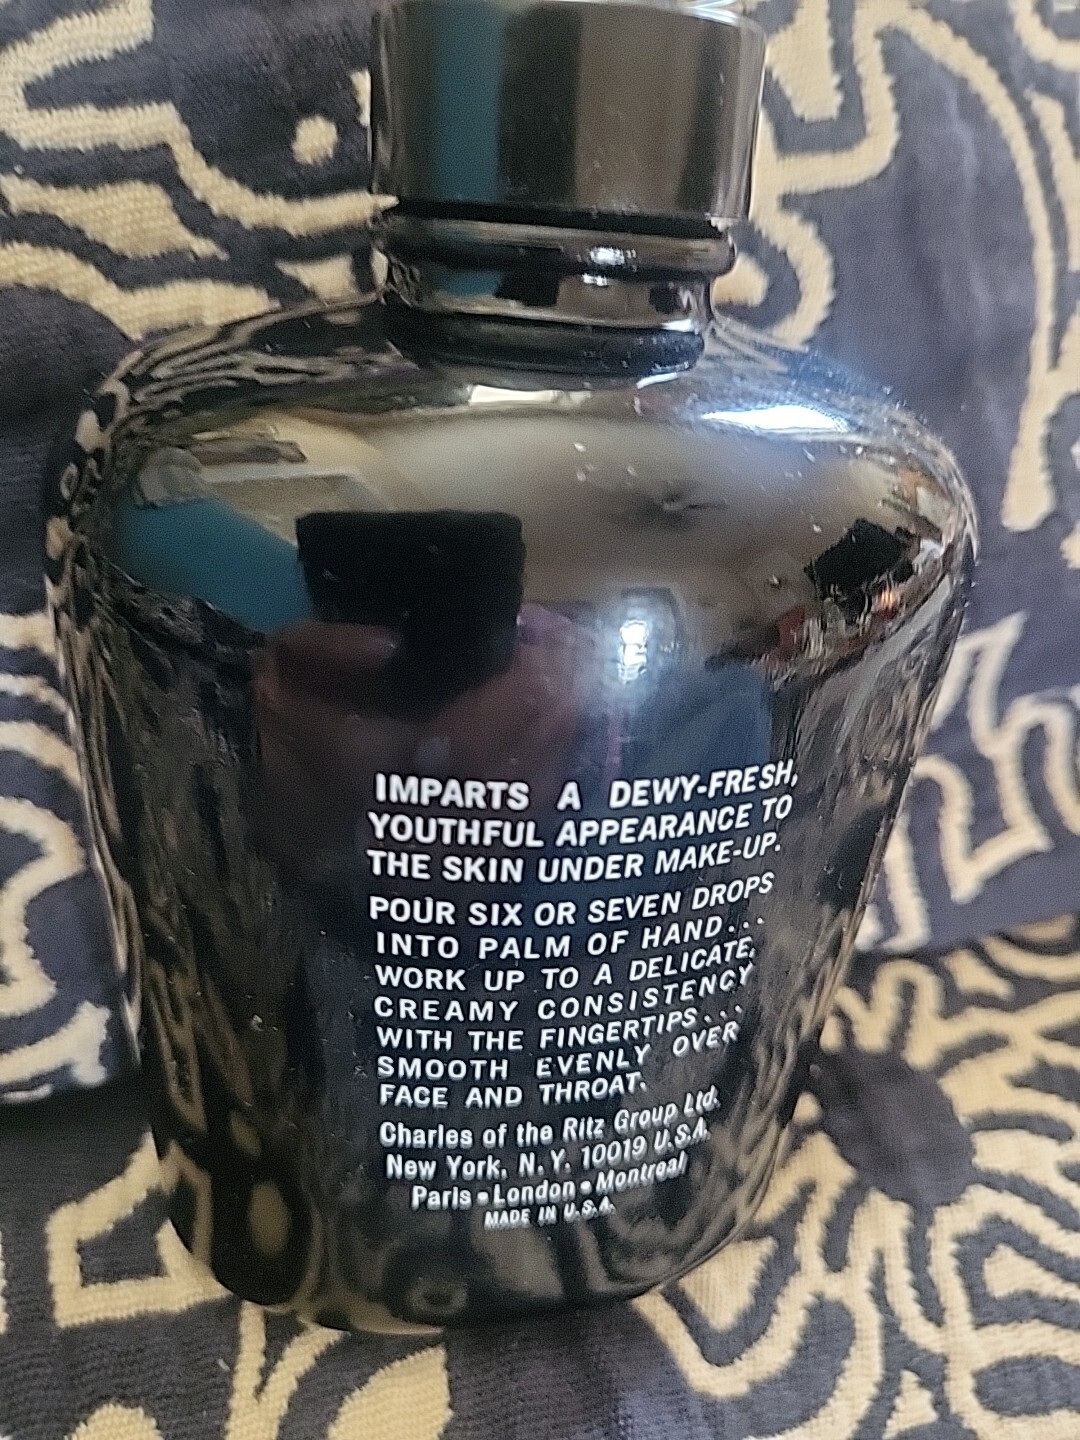 IMPARTS A DEWY-FRESH,
YOUTHFUL APPEARANCE TO
THE SKIN UNDER MAKE-UP.
POUR SIX OR SEVEN DROPS
INTO PALM OF HAND...
WORK UP TO A DELICATE,
CREAMY CONSISTENCY
WITH THE FINGERTIPS...
SMOOTH EVENLY OVER
FACE AND THROAT.
Charles of the Ritz Group Ltd.
New York, N.Y. 10019 U.S.A.
Paris • London • Montreal
MADE IN U.S.A.